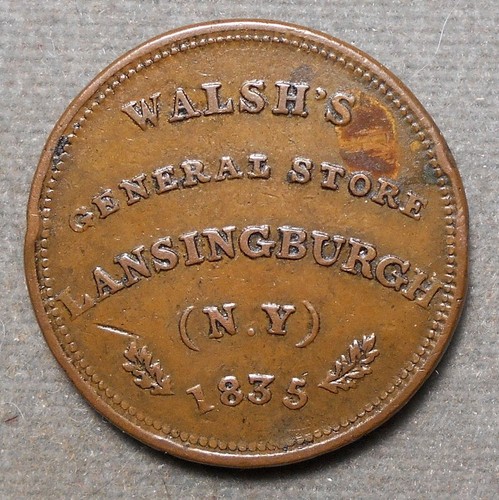 WALSH'S
GENERAL STORE
LANSINGBURGH
(N.Y)
1835